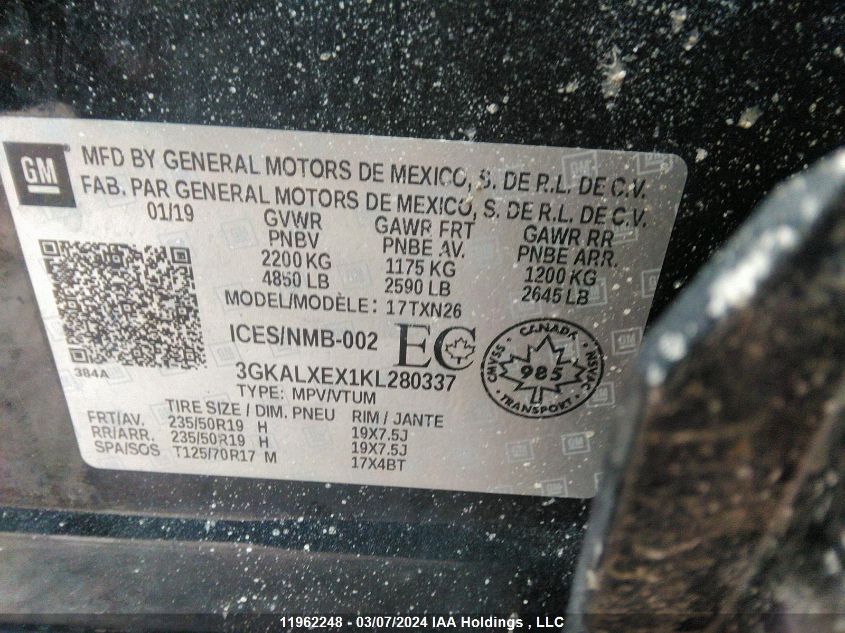 GM
MFD BY GENERAL MOTORS DE MEXICO, S. DE R.L. DE C.V.
FAB. PAR GENERAL MOTORS DE MEXICO, S. DE R.L. DE C.V.
01/19 GVWR GAWR FRT GAWR RR
PNBV PNBE AV. PNBE ARR.
2200 KG 1175 KG 1200 KG
4850 LB 2590 LB 2645 LB
MODEL/MODÈLE: 17TXN26
ICES/NMB-002 EC
CANADA
CMVSS 985 NSVAC
TRANSPORT
384A
3GKALXEX1KL280337
TYPE: MPV/VTUM
TIRE SIZE / DIM. PNEU RIM / JANTE
FRT/AV. 235/50R19 H 19X7.5J
RR/ARR. 235/50R19 H 19X7.5J
SPA/SOS T125/70R17 M 17X4BT
11962248 - 03/07/2024 IAA Holdings , LLC